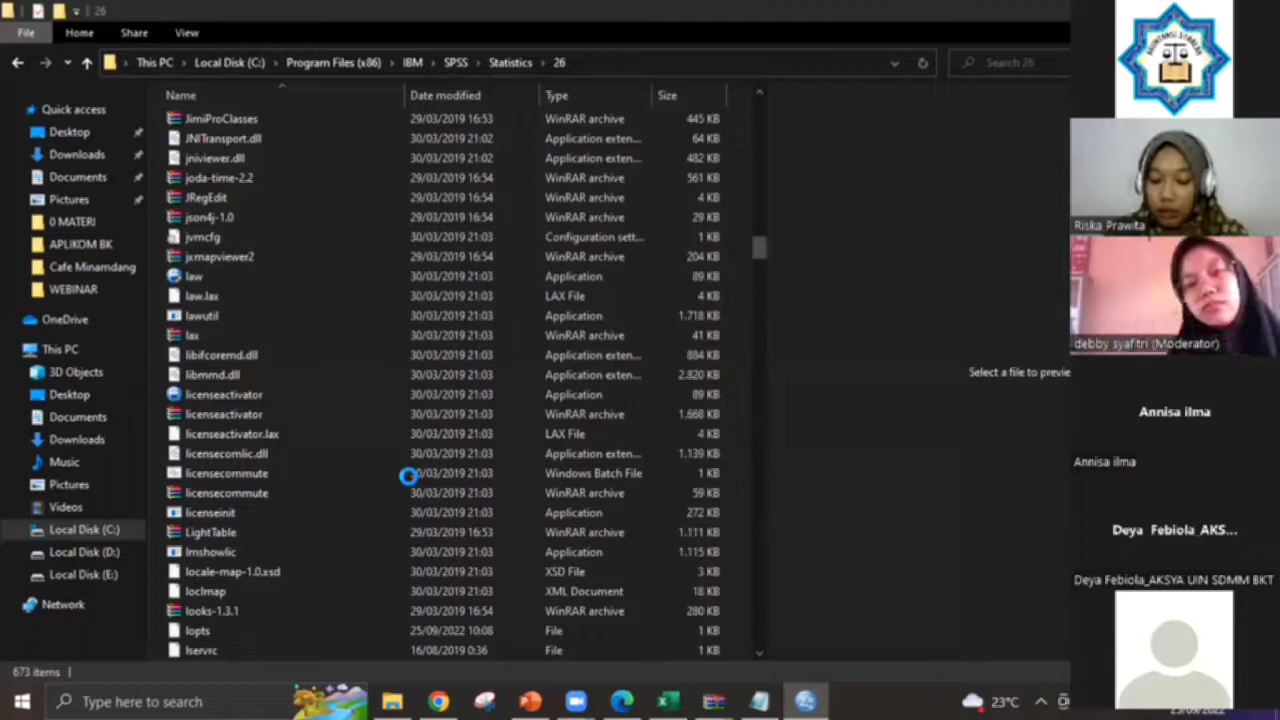 26
File Home Share View
This PC Local Disk (C:) Program Files (x86) IBM SPSS Statistics 26 Search 26
Name Date modified Type Size
JimiProClasses 29/03/2019 16:53 WinRAR archive 445 KB
JNITransport.dll 30/03/2019 21:02 Application exten... 64 KB
jniviewer.dll 30/03/2019 21:02 Application exten... 482 KB
joda-time-2.2 29/03/2019 16:54 WinRAR archive 561 KB
JRegEdit 29/03/2019 16:54 WinRAR archive 4 KB
json4j-1.0 29/03/2019 16:54 WinRAR archive 29 KB
jvmcfg 30/03/2019 21:03 Configuration sett... 1 KB
jxmapviewer2 29/03/2019 16:54 WinRAR archive 204 KB
law 30/03/2019 21:03 Application 89 KB
law.lax 30/03/2019 21:03 LAX File 4 KB
lawutil 30/03/2019 21:03 Application 1.718 KB
lax 30/03/2019 21:03 WinRAR archive 41 KB
libifcoremd.dll 30/03/2019 21:03 Application exten... 884 KB
libmmd.dll 30/03/2019 21:03 Application exten... 2.820 KB
licenseactivator 30/03/2019 21:03 Application 89 KB
licenseactivator 30/03/2019 21:03 WinRAR archive 1.668 KB
licenseactivator.lax 30/03/2019 21:03 LAX File 4 KB
licensecomlic.dll 30/03/2019 21:03 Application exten... 1.139 KB
licensecommute 30/03/2019 21:03 Windows Batch File 1 KB
licensecommute 30/03/2019 21:03 WinRAR archive 59 KB
licenseinit 30/03/2019 21:03 Application 272 KB
LightTable 29/03/2019 16:53 WinRAR archive 1.111 KB
lmshowlic 30/03/2019 21:03 Application 1.115 KB
locale-map-1.0.xsd 30/03/2019 21:03 XSD File 3 KB
loclmap 30/03/2019 21:03 XML Document 18 KB
looks-1.3.1 29/03/2019 16:54 WinRAR archive 280 KB
lopts 25/09/2022 10:08 File 1 KB
lservrc 16/08/2019 0:36 File 1 KB
Quick access
Desktop
Downloads
Documents
Pictures
0 MATERI
APLIKOM BK
Cafe Minamdang
WEBINAR
OneDrive
This PC
3D Objects
Desktop
Documents
Downloads
Music
Pictures
Videos
Local Disk (C:)
Local Disk (D:)
Local Disk (E:)
Network
673 items
Select a file to previe
AKUNTANSI SYARIAH
Riska Prawita
debby syafitri (Moderator)
Annisa ilma
Annisa ilma
Deya Febiola_AKS...
Deya Febiola_AKSYA UIN SDMM BKT
Type here to search
23°C
25/09/2022